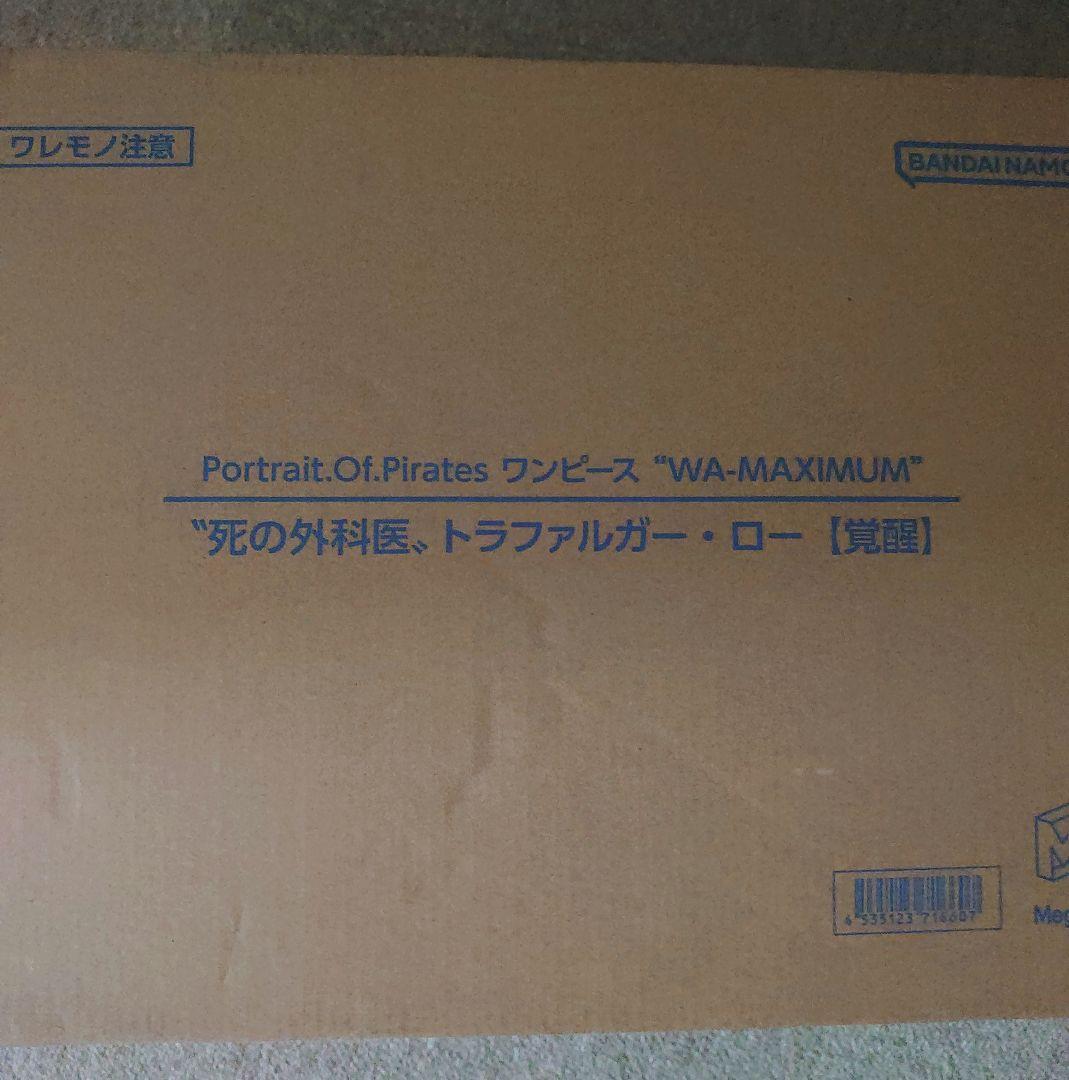 ワレモノ注意
BANDAI NAMC
Portrait.Of.Pirates ワンピース “WA-MAXIMUM”
〝死の外科医〟トラファルガー・ロー【覚醒】
Meg